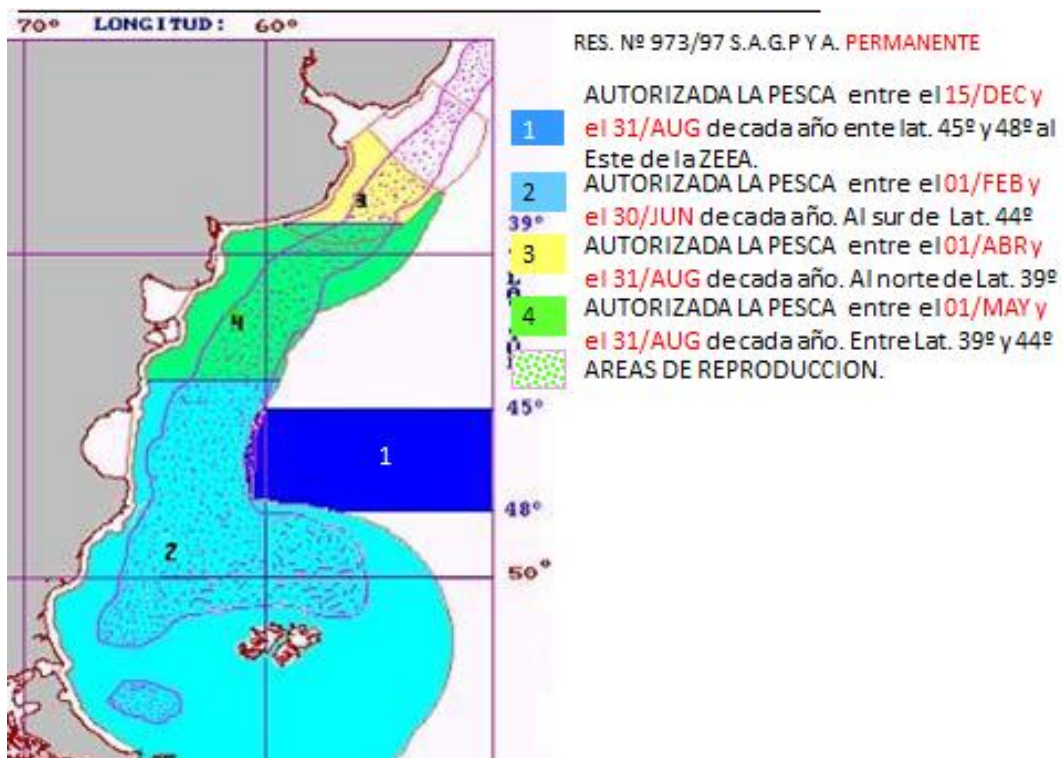 70° LONGITUD: 60°
RES. Nº 973/97 S.A.G.P Y A. PERMANENTE
1
AUTORIZADA LA PESCA entre el 15/DEC y
el 31/AUG de cada año ente lat. 45º y 48º al
Este de la ZEEA.
2
AUTORIZADA LA PESCA entre el 01/FEB y
el 30/JUN de cada año. Al sur de Lat. 44º
3
AUTORIZADA LA PESCA entre el 01/ABR y
el 31/AUG de cada año. Al norte de Lat. 39º
4
AUTORIZADA LA PESCA entre el 01/MAY y
el 31/AUG de cada año. Entre Lat. 39º y 44º
AREAS DE REPRODUCCION.
3
39°
4
45°
1
48°
2
50°